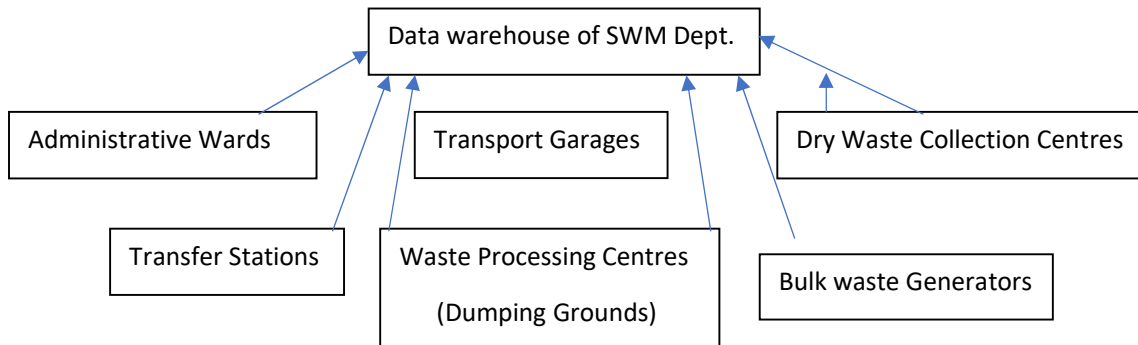 Data warehouse of SWM Dept.
Administrative Wards
Transport Garages
Dry Waste Collection Centres
Transfer Stations
Waste Processing Centres
(Dumping Grounds)
Bulk waste Generators